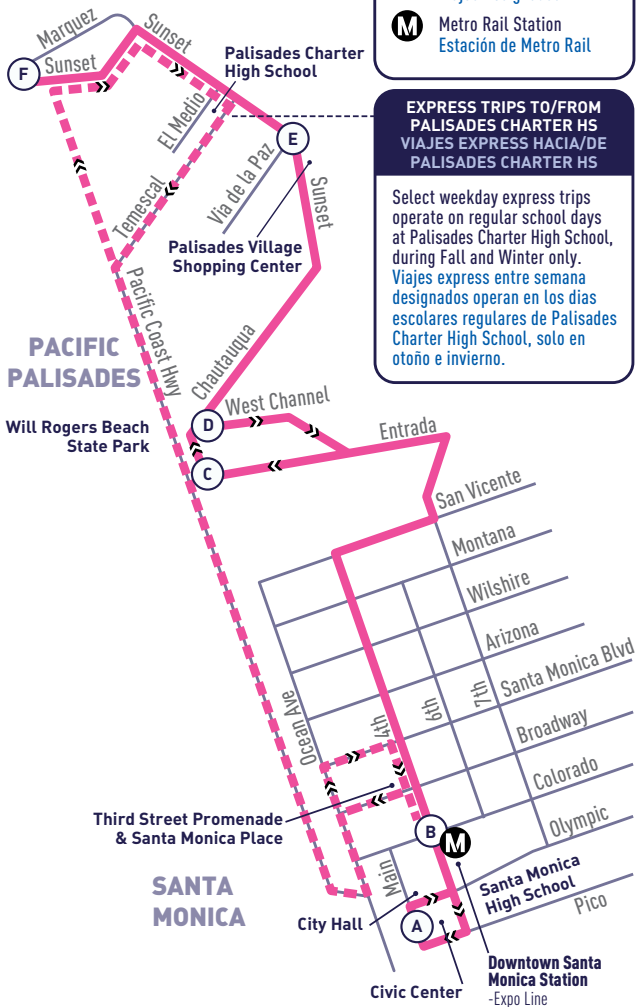 M
Metro Rail Station
Estación de Metro Rail
EXPRESS TRIPS TO/FROM
PALISADES CHARTER HS
VIAJES EXPRESS HACIA/DE
PALISADES CHARTER HS
Select weekday express trips
operate on regular school days
at Palisades Charter High School,
during Fall and Winter only.
Viajes express entre semana
designados operan en los dias
escolares regulares de Palisades
Charter High School, solo en
otoño e invierno.
Marquez
Sunset
F
Sunset
Palisades Charter
High School
El Medio
E
Via de la Paz
Sunset
Temescal
Palisades Village
Shopping Center
Pacific Coast Hwy
PACIFIC
PALISADES
Chautauqua
D
West Channel
Will Rogers Beach
State Park
Entrada
C
San Vicente
Montana
Wilshire
Arizona
Santa Monica Blvd
Broadway
Colorado
Olympic
Pico
Ocean Ave
4th
6th
7th
Third Street Promenade
& Santa Monica Place
B
M
Main
SANTA
MONICA
Santa Monica
High School
City Hall
A
Civic Center
Downtown Santa
Monica Station
-Expo Line